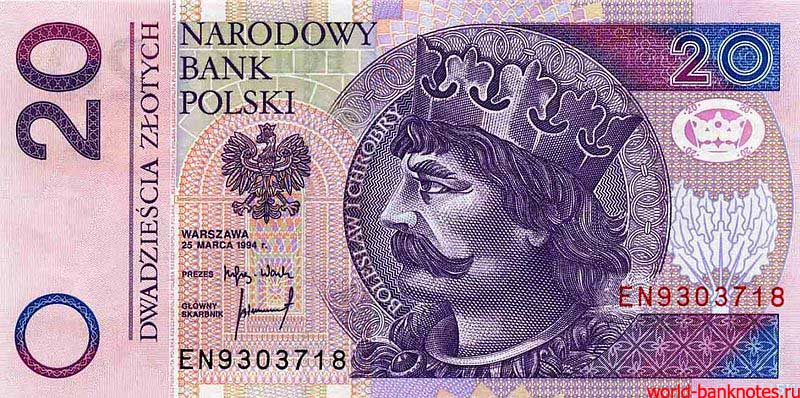 20
DWADZIEŚCIA ZŁOTYCH
NARODOWY
BANK
POLSKI
WARSZAWA
25 MARCA 1994 r.
PREZES
GŁÓWNY
SKARBNIK
EN9303718
BOLESŁAW I CHROBRY
20
EN9303718
world-banknotes.ru